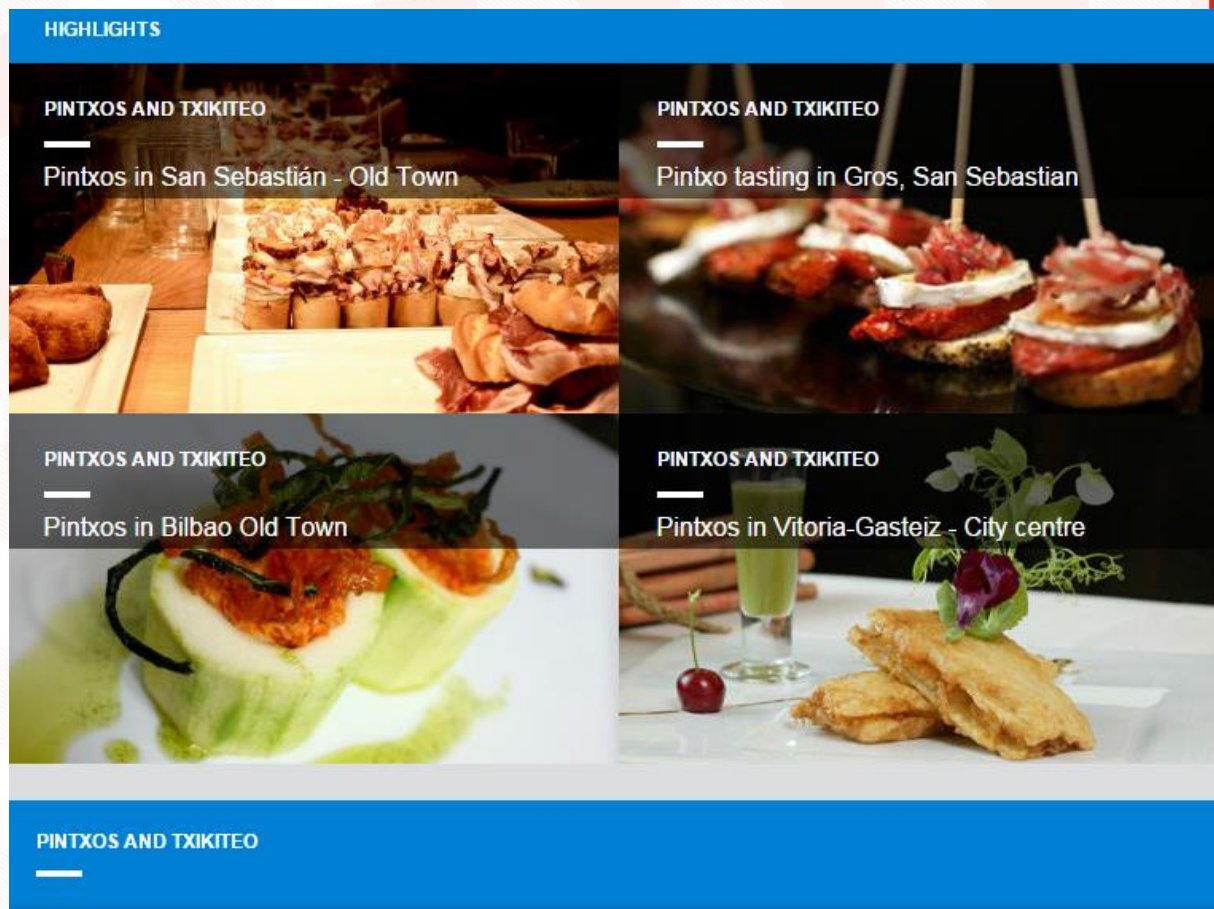 HIGHLIGHTS
PINTXOS AND TXIKITEO
Pintxos in San Sebastián - Old Town
PINTXOS AND TXIKITEO
Pintxo tasting in Gros, San Sebastian
PINTXOS AND TXIKITEO
Pintxos in Bilbao Old Town
PINTXOS AND TXIKITEO
Pintxos in Vitoria-Gasteiz - City centre
PINTXOS AND TXIKITEO